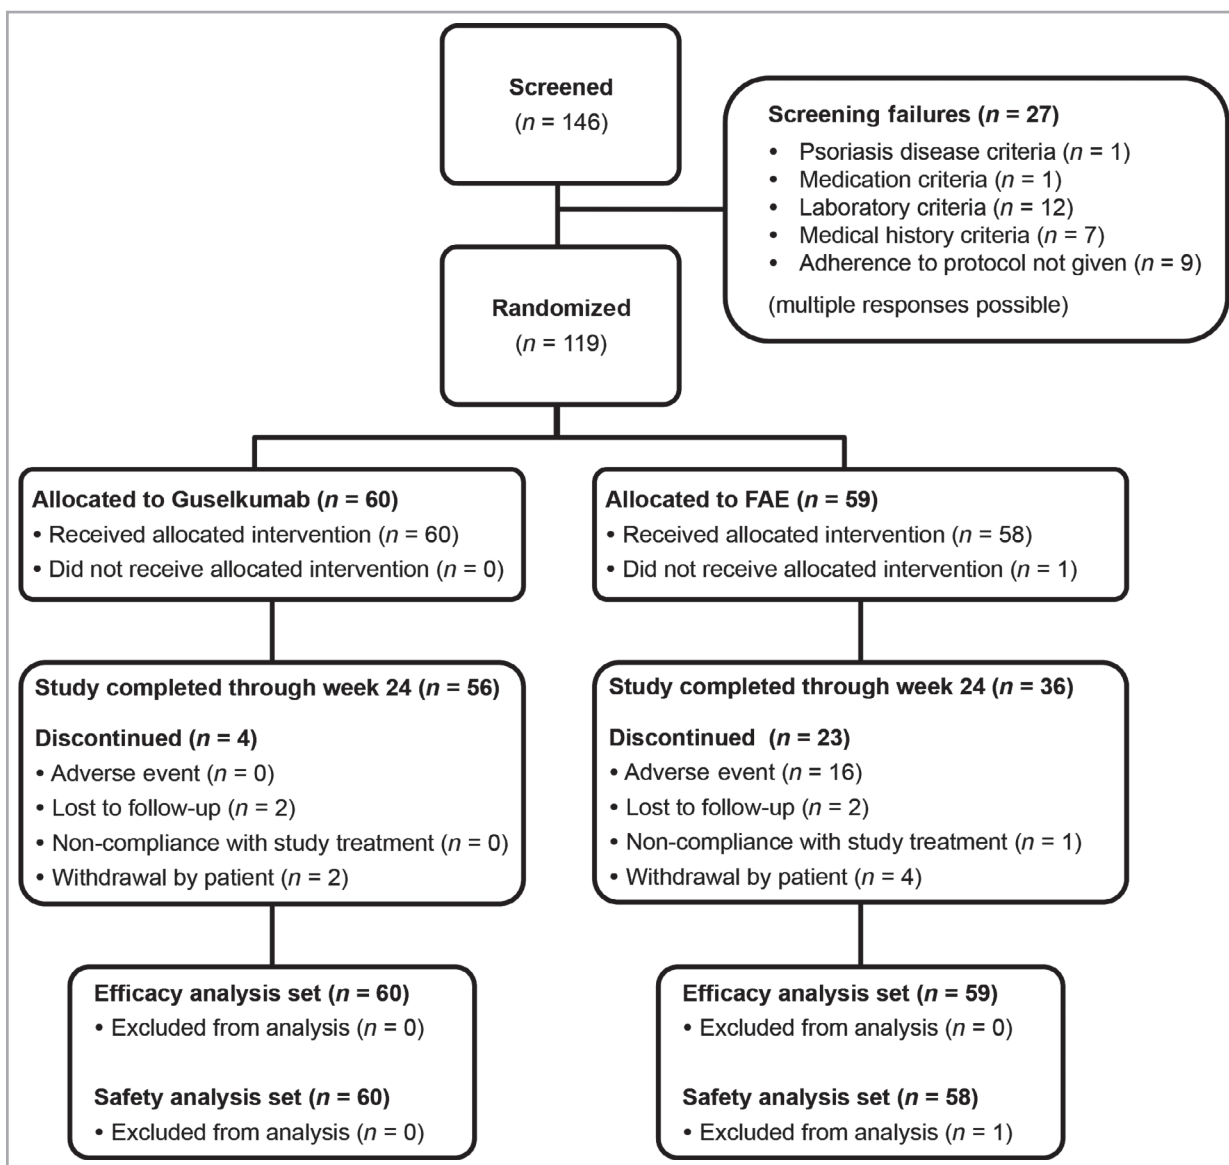 Screened
(n = 146)
Screening failures (n = 27)
• Psoriasis disease criteria (n = 1)
• Medication criteria (n = 1)
• Laboratory criteria (n = 12)
• Medical history criteria (n = 7)
• Adherence to protocol not given (n = 9)
(multiple responses possible)
Randomized
(n = 119)
Allocated to Guselkumab (n = 60)
• Received allocated intervention (n = 60)
• Did not receive allocated intervention (n = 0)
Allocated to FAE (n = 59)
• Received allocated intervention (n = 58)
• Did not receive allocated intervention (n = 1)
Study completed through week 24 (n = 56)
Discontinued (n = 4)
• Adverse event (n = 0)
• Lost to follow-up (n = 2)
• Non-compliance with study treatment (n = 0)
• Withdrawal by patient (n = 2)
Study completed through week 24 (n = 36)
Discontinued (n = 23)
• Adverse event (n = 16)
• Lost to follow-up (n = 2)
• Non-compliance with study treatment (n = 1)
• Withdrawal by patient (n = 4)
Efficacy analysis set (n = 60)
• Excluded from analysis (n = 0)
Safety analysis set (n = 60)
• Excluded from analysis (n = 0)
Efficacy analysis set (n = 59)
• Excluded from analysis (n = 0)
Safety analysis set (n = 58)
• Excluded from analysis (n = 1)